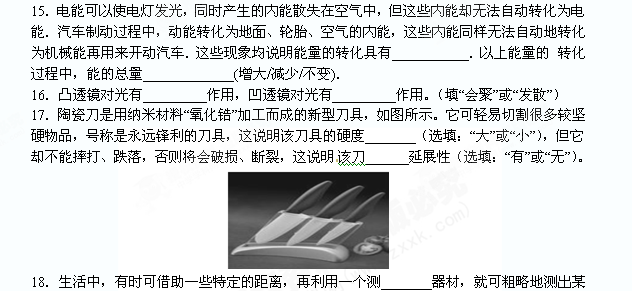 15．电能可以使电灯发光，同时产生的内能散失在空气中，但这些内能却无法自动转化为电
能．汽车制动过程中，动能转化为地面、轮胎、空气的内能，这些内能同样无法自动地转化
为机械能再用来开动汽车．这些现象均说明能量的转化具有___________．以上能量的 转化
过程中，能的总量_____________(增大/减少/不变)．
16．凸透镜对光有_________作用，凹透镜对光有_________作用。（填“会聚”或“发散”）
17．陶瓷刀是用纳米材料“氧化锆”加工而成的新型刀具，如图所示。它可轻易切割很多较坚
硬物品，号称是永远锋利的刀具，这说明该刀具的硬度_______（选填：“大”或“小”），但它
却不能摔打、跌落，否则将会破损、断裂，这说明该刀______延展性（选填：“有”或“无”）。
18．生活中，有时可借助一些特定的距离，再利用一个测_______器材，就可粗略地测出某